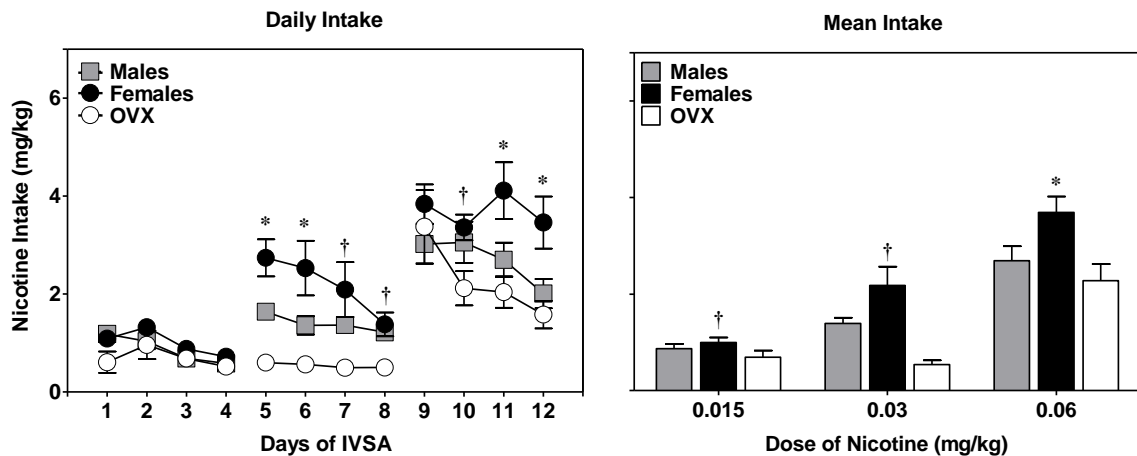 Daily Intake
Nicotine Intake (mg/kg)
6
4
2
0
Males
Females
OVX
* * † † † * *
1 2 3 4 5 6 7 8 9 10 11 12
Days of IVSA
Mean Intake
Males
Females
OVX
† † *
0.015 0.03 0.06
Dose of Nicotine (mg/kg)